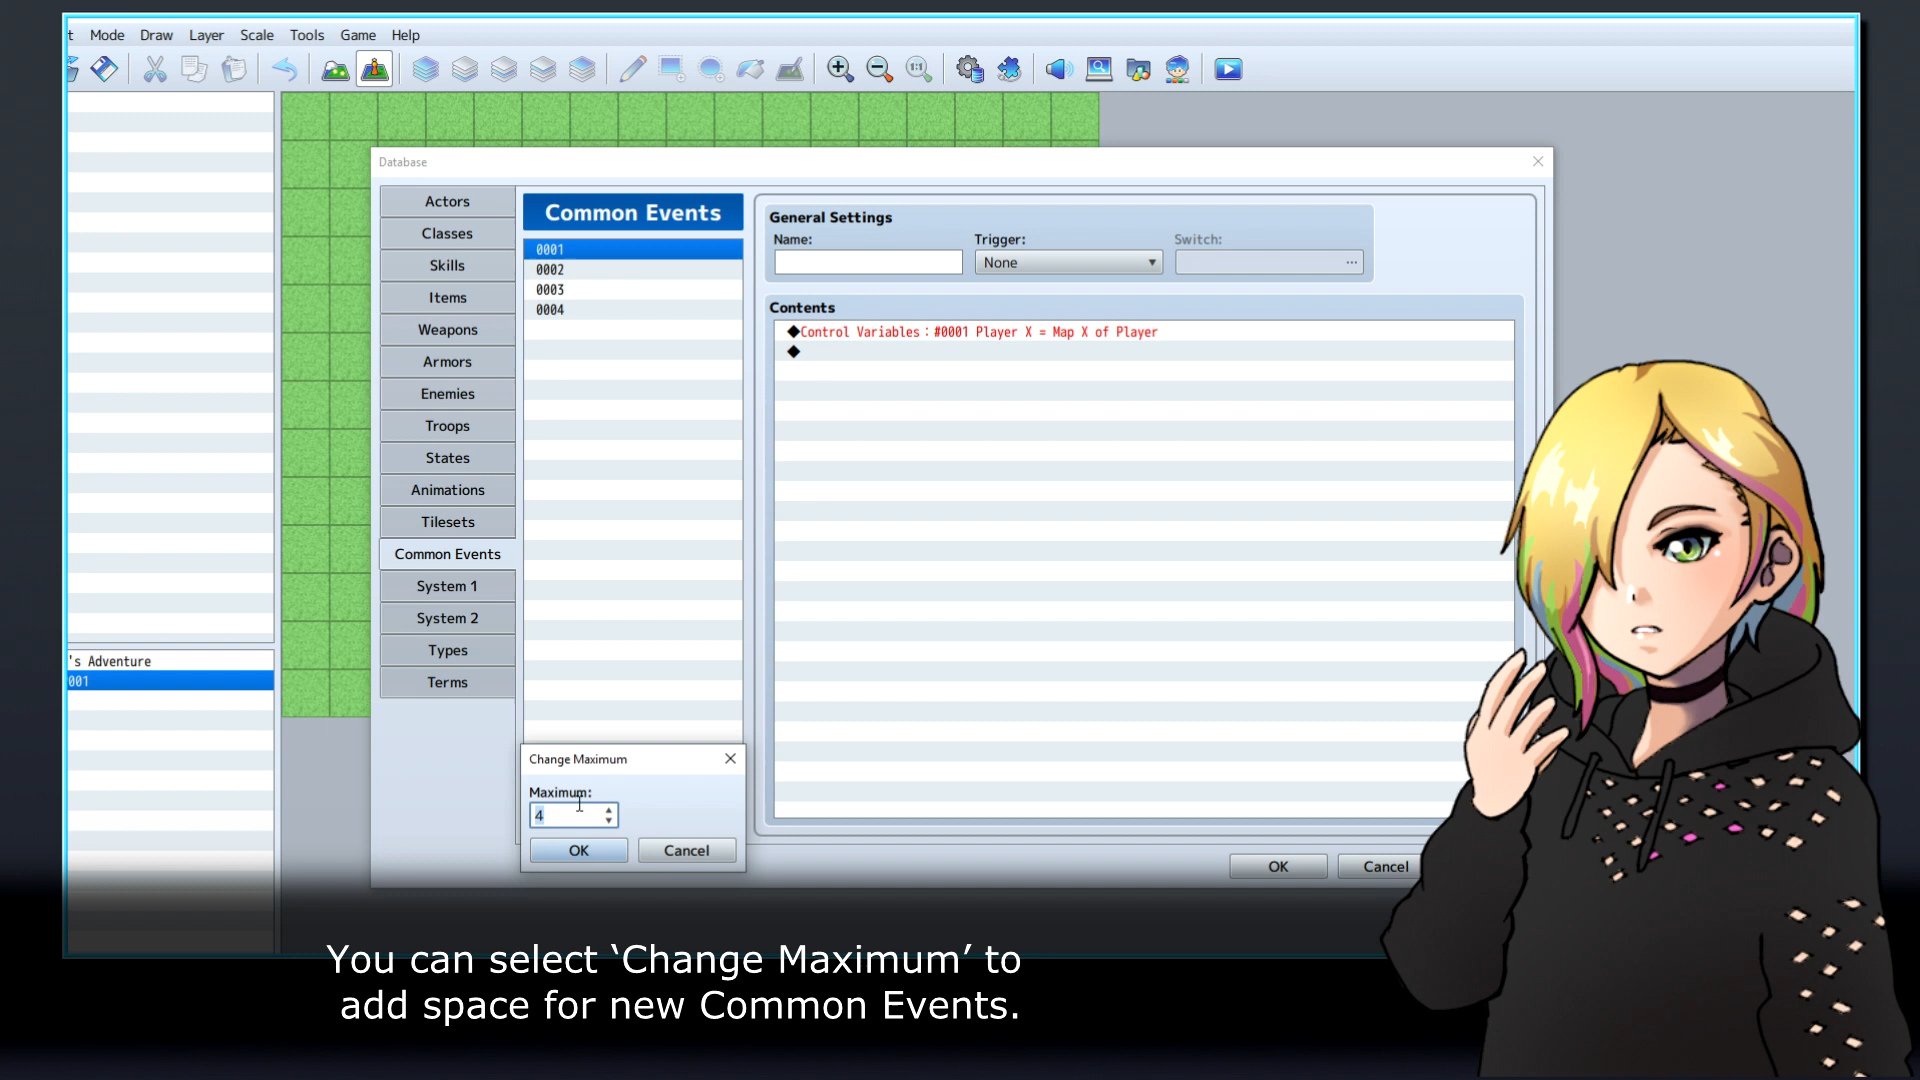 t Mode Draw Layer Scale Tools Game Help
1:1
Database
Actors
Classes
Skills
Items
Weapons
Armors
Enemies
Troops
States
Animations
Tilesets
Common Events
System 1
System 2
Types
Terms
Common Events
0001
0002
0003
0004
General Settings
Name:
Trigger:
Switch:
None
...
Contents
◆Control Variables：#0001 Player X = Map X of Player
◆
's Adventure
001
Change Maximum
Maximum:
4
OK
Cancel
OK
Cancel
You can select ‘Change Maximum’ to
add space for new Common Events.